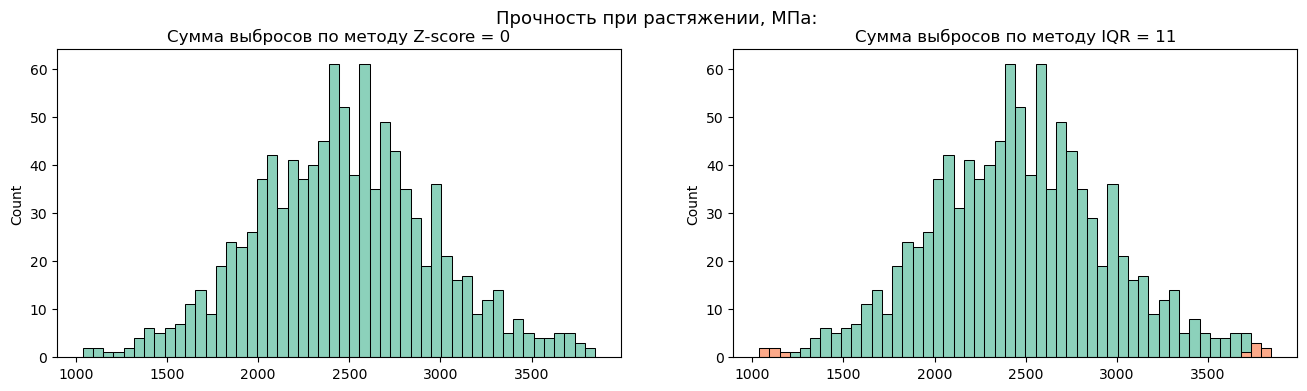 Прочность при растяжении, МПа:
Сумма выбросов по методу Z-score = 0
Сумма выбросов по методу IQR = 11
60
50
40
30
20
10
0
Count
1000 1500 2000 2500 3000 3500
60
50
40
30
20
10
0
Count
1000 1500 2000 2500 3000 3500